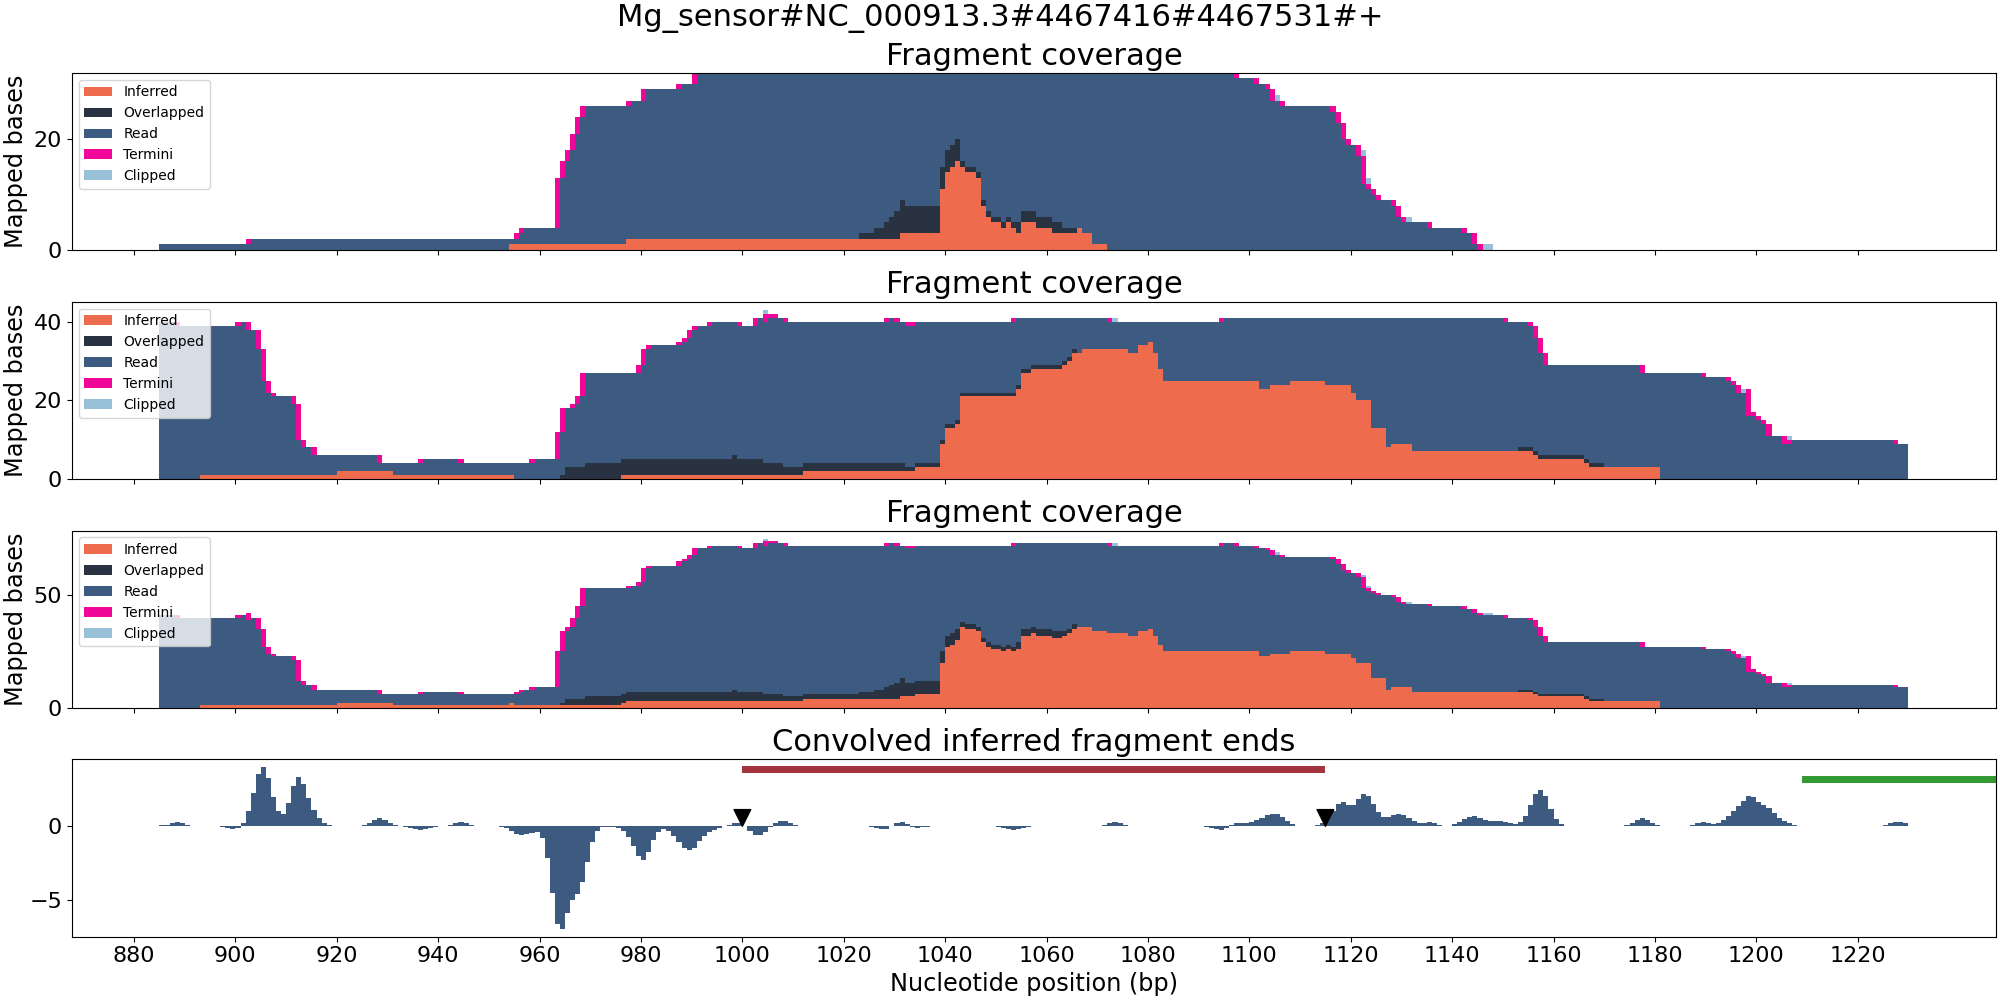 Mg_sensor#NC_000913.3#4467416#4467531#+
Fragment coverage
Mapped bases
20
0
Inferred
Overlapped
Read
Termini
Clipped
Fragment coverage
Mapped bases
40
20
0
Inferred
Overlapped
Read
Termini
Clipped
Fragment coverage
Mapped bases
50
0
Inferred
Overlapped
Read
Termini
Clipped
Convolved inferred fragment ends
0
−5
880 900 920 940 960 980 1000 1020 1040 1060 1080 1100 1120 1140 1160 1180 1200 1220
Nucleotide position (bp)